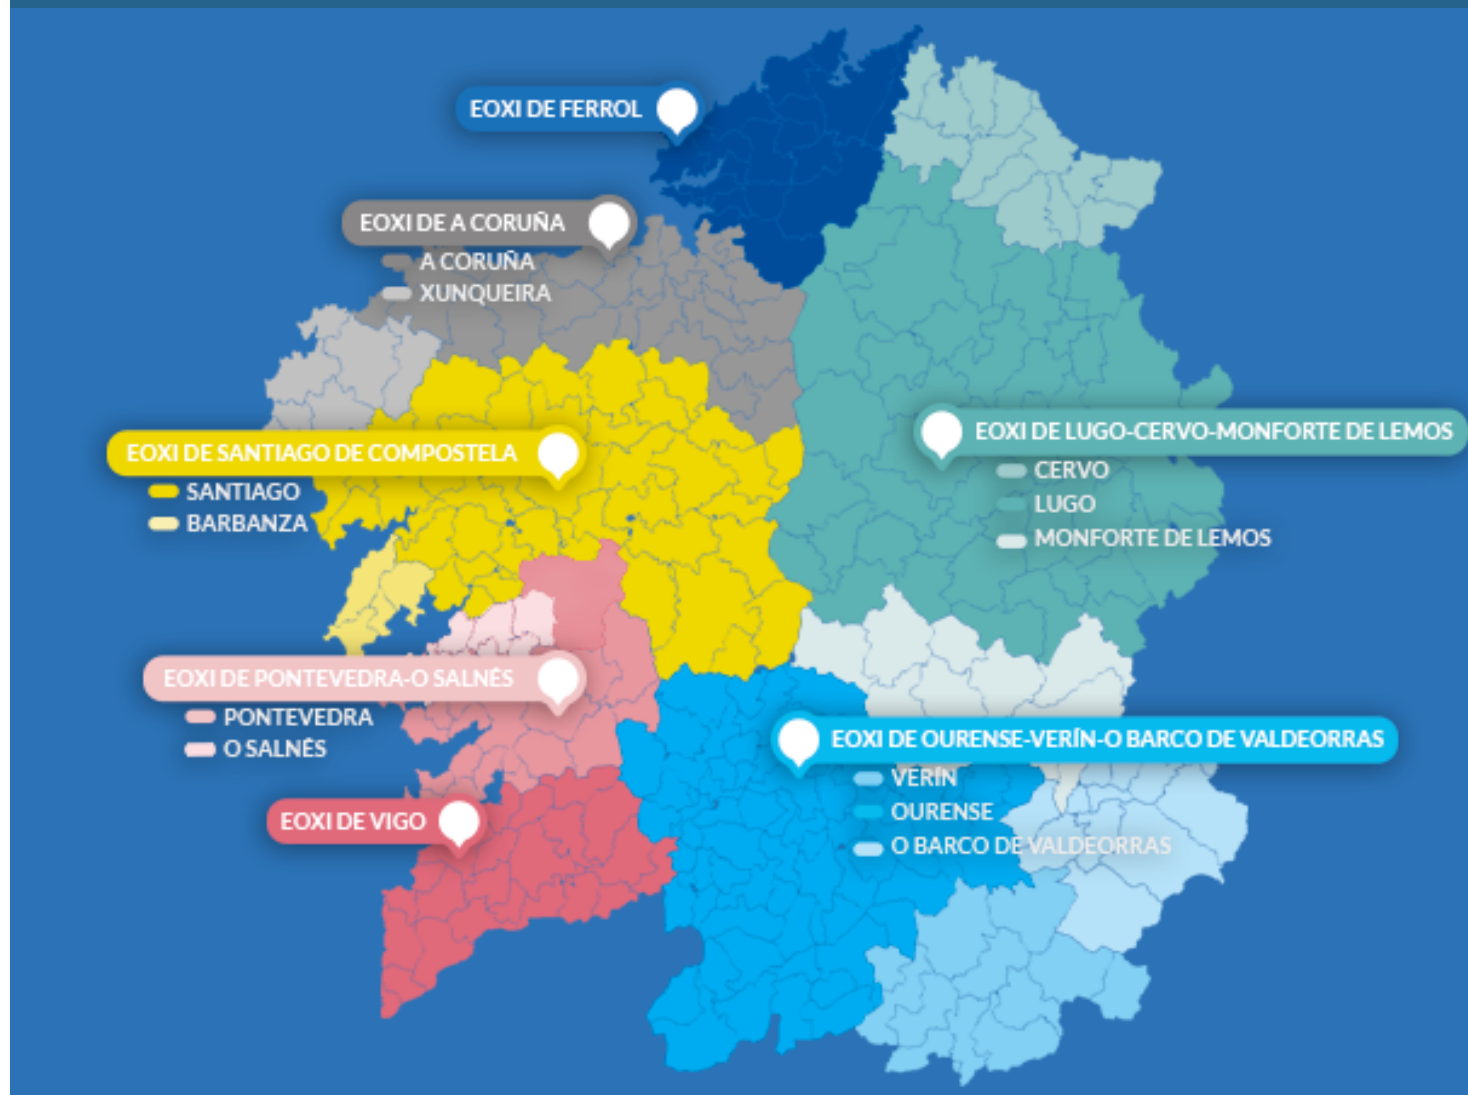 EOXI DE FERROL
EOXI DE A CORUÑA
A CORUÑA
XUNQUEIRA
EOXI DE SANTIAGO DE COMPOSTELA
SANTIAGO
BARBANZA
EOXI DE LUGO-CERVO-MONFORTE DE LEMOS
CERVO
LUGO
MONFORTE DE LEMOS
EOXI DE PONTEVEDRA-O SALNÉS
PONTEVEDRA
O SALNÉS
EOXI DE OURENSE-VERÍN-O BARCO DE VALDEORRAS
VERÍN
OURENSE
O BARCO DE VALDEORRAS
EOXI DE VIGO